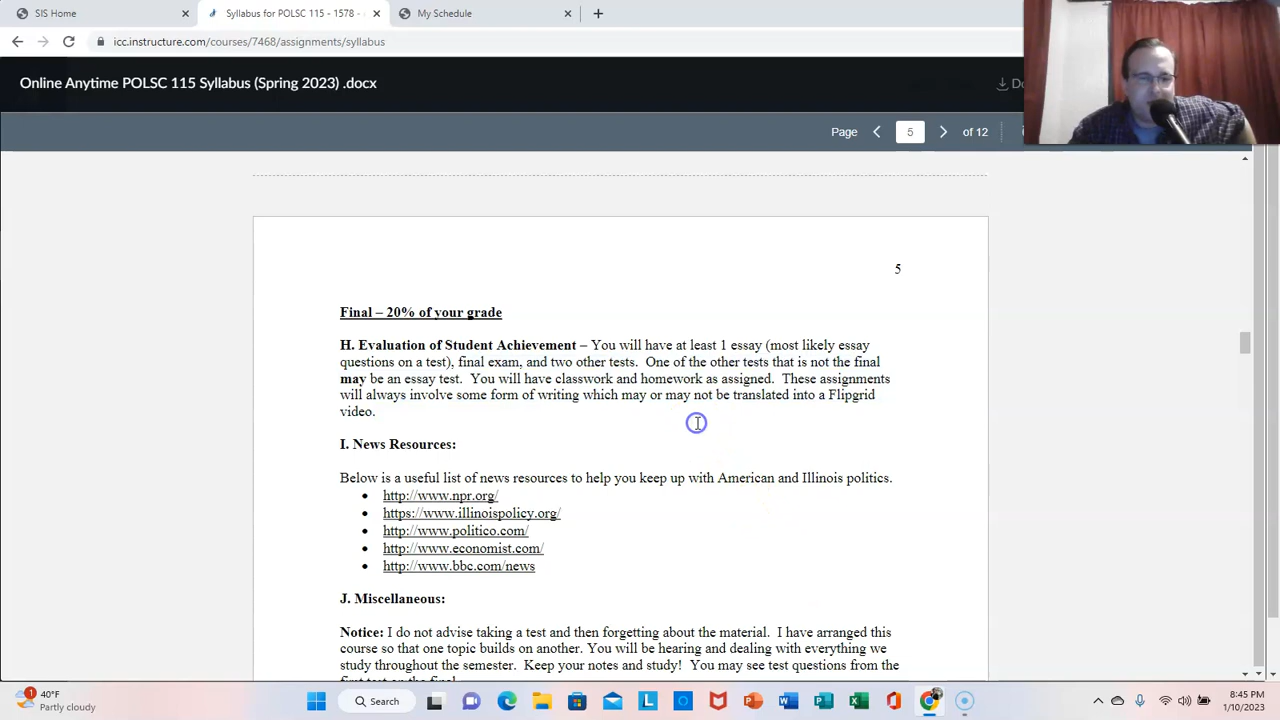 SIS Home
Syllabus for POLSC 115 - 1578 -
My Schedule
icc.instructure.com/courses/7468/assignments/syllabus
Online Anytime POLSC 115 Syllabus (Spring 2023) .docx
Page
5
of 12
5
Final – 20% of your grade
H. Evaluation of Student Achievement – You will have at least 1 essay (most likely essay
questions on a test), final exam, and two other tests.  One of the other tests that is not the final
may be an essay test.  You will have classwork and homework as assigned.  These assignments
will always involve some form of writing which may or may not be translated into a Flipgrid
video.
I. News Resources:
Below is a useful list of news resources to help you keep up with American and Illinois politics.
• http://www.npr.org/
• https://www.illinoispolicy.org/
• http://www.politico.com/
• http://www.economist.com/
• http://www.bbc.com/news
J. Miscellaneous:
Notice: I do not advise taking a test and then forgetting about the material.  I have arranged this
course so that one topic builds on another. You will be hearing and dealing with everything we
study throughout the semester.  Keep your notes and study!  You may see test questions from the
first test on the final.
1
40°F
Partly cloudy
Search
8:45 PM
1/10/2023